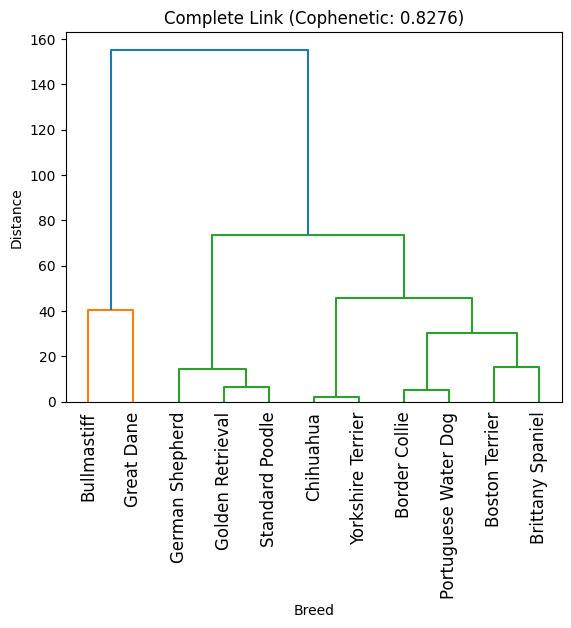 Complete Link (Cophenetic: 0.8276)
160
140
120
100
80
60
40
20
0
Distance
Bullmastiff
Great Dane
German Shepherd
Golden Retrieval
Standard Poodle
Chihuahua
Yorkshire Terrier
Border Collie
Portuguese Water Dog
Boston Terrier
Brittany Spaniel
Breed